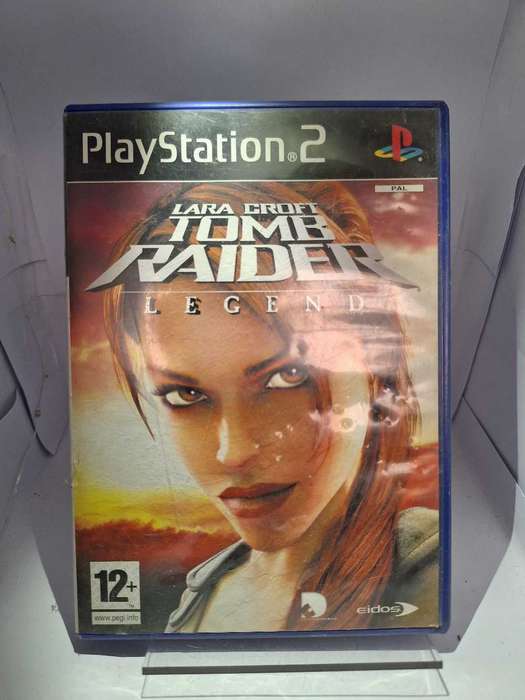 PlayStation®2
PAL
LARA CROFT
TOMB
RAIDER
LEGEND
12+
www.pegi.info
eidos